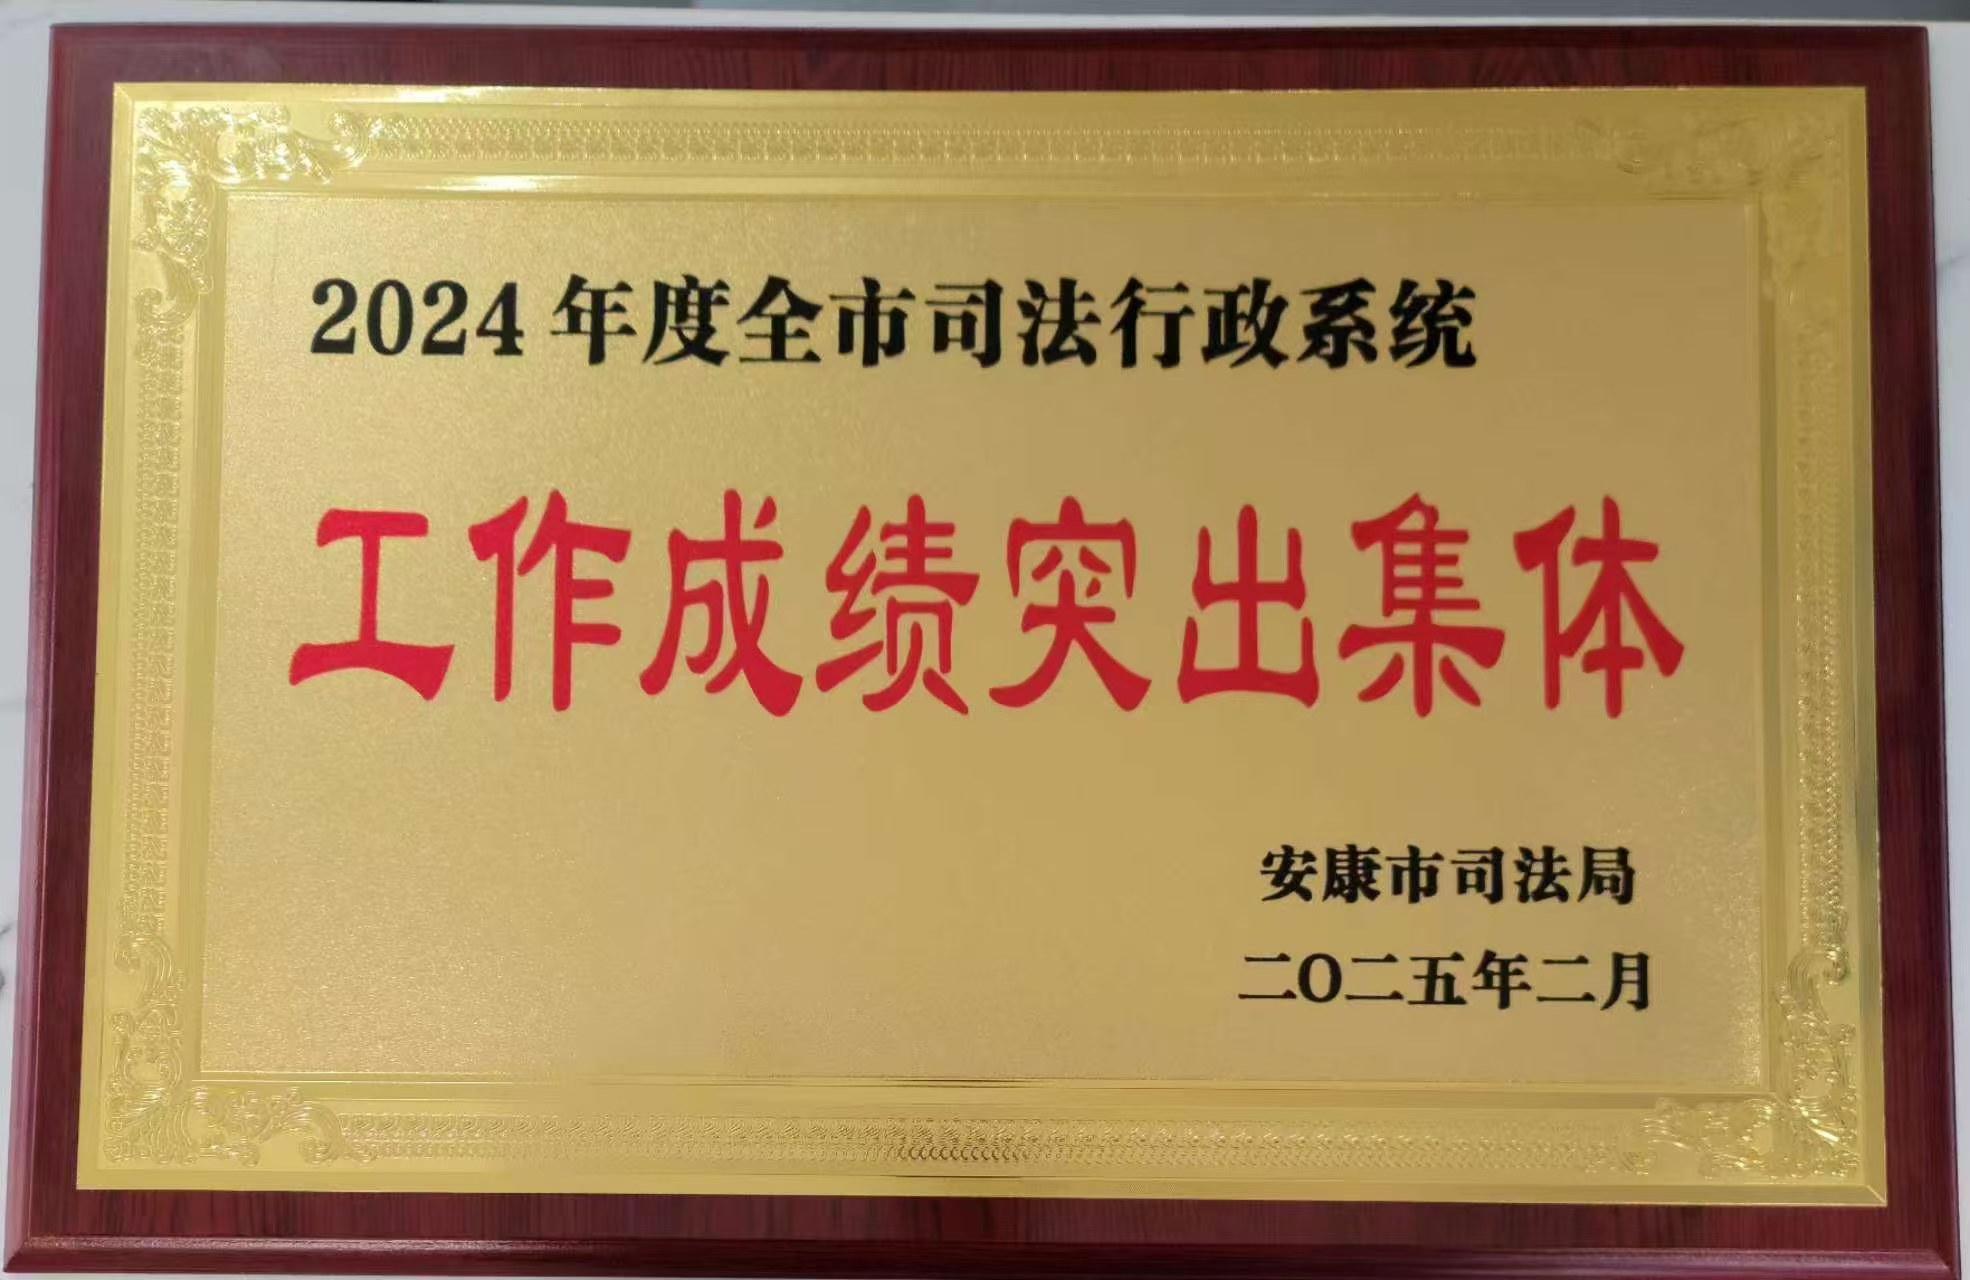 2024年度全市司法行政系统
工作成绩突出集体
安康市司法局
二〇二五年二月